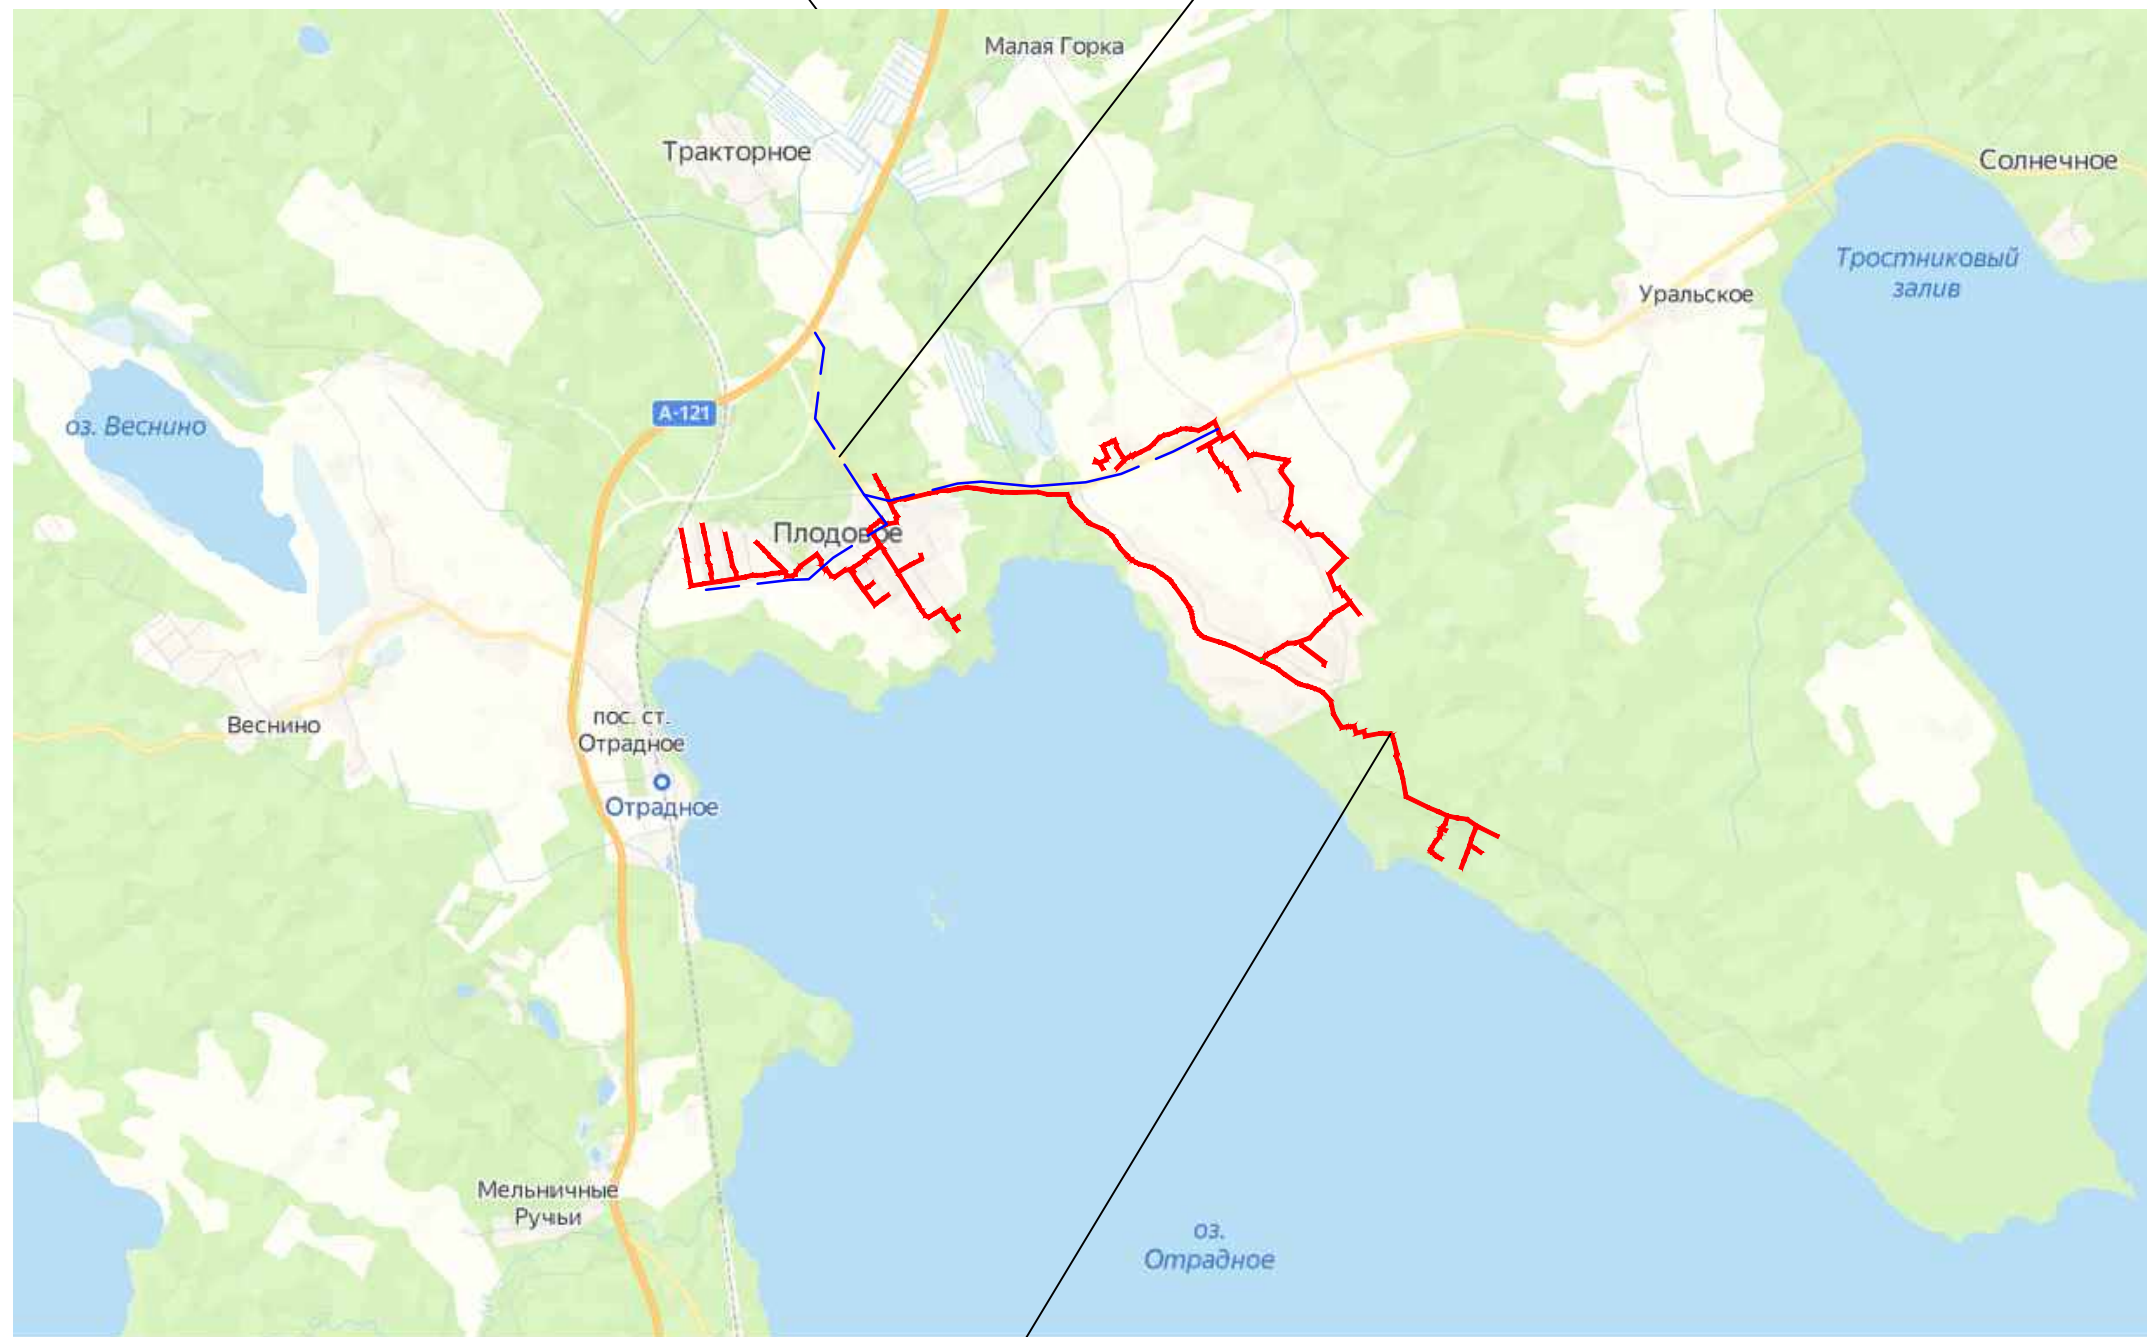 Малая Горка
Тракторное
Солнечное
Тростниковый
залив
Уральское
А-121
оз. Веснино
Плодовое
Веснино
пос. ст.
Отрадное
Отрадное
Мельничные
Ручьи
оз.
Отрадное